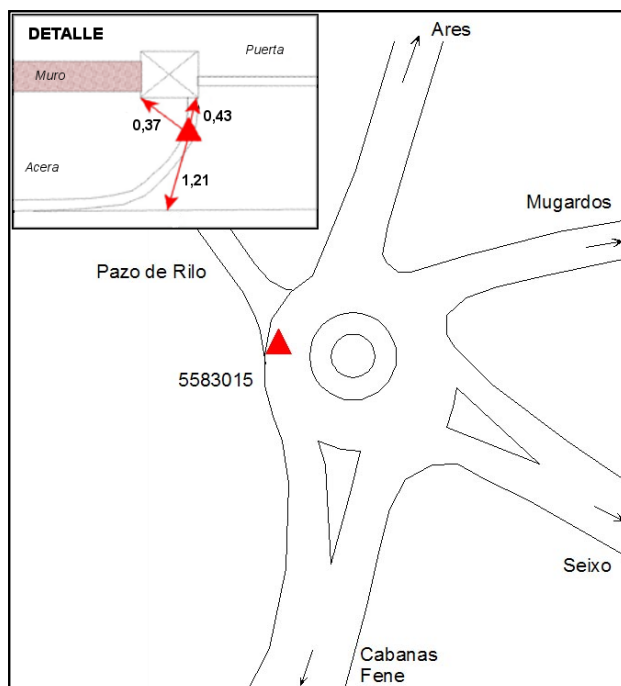 DETALLE
Puerta
Muro
0,37
0,43
Acera
1,21
Ares
Mugardos
Pazo de Rilo
5583015
Seixo
Cabanas
Fene